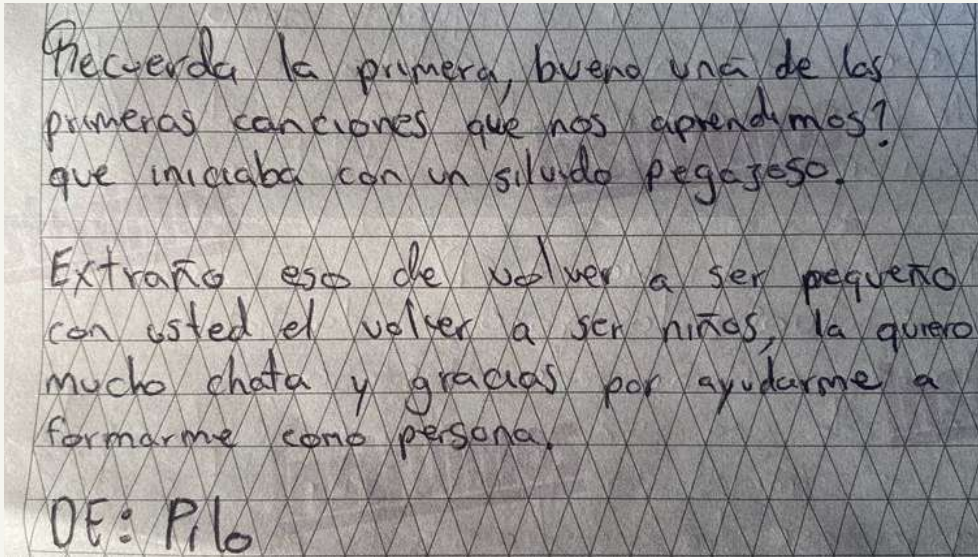 Recuerda la primera, bueno una de las
primeras canciones que nos aprendimos?
que iniciaba con un silvido pegajoso.
Extraño eso de volver a ser pequeño
con usted el volver a ser niños, la quiero
mucho chata y gracias por ayudarme a
formarme como persona.
DE: Pilo